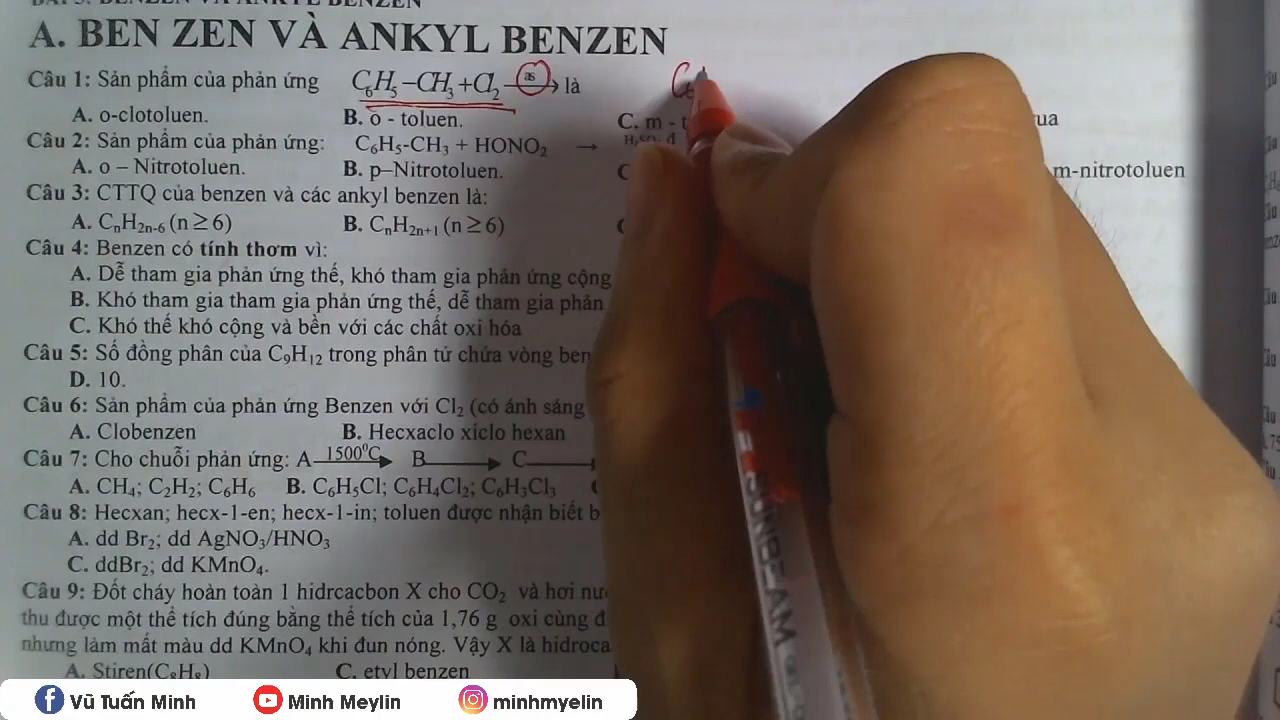 A. BEN ZEN VÀ ANKYL BENZEN
Câu 1: Sản phẩm của phản ứng C₆H₅–CH₃+Cl₂ as→ là
A. o-clotoluen. B. o - toluen. C. m - t
Câu 2: Sản phẩm của phản ứng: C₆H₅-CH₃ + HONO₂ →
A. o – Nitrotoluen. B. p–Nitrotoluen. m-nitrotoluen
Câu 3: CTTQ của benzen và các ankyl benzen là:
A. CₙH₂ₙ₋₆ (n ≥ 6) B. CₙH₂ₙ₊₁ (n ≥ 6)
Câu 4: Benzen có tính thơm vì:
A. Dễ tham gia phản ứng thế, khó tham gia phản ứng cộng
B. Khó tham gia tham gia phản ứng thế, dễ tham gia phản
C. Khó thế khó cộng và bền với các chất oxi hóa
Câu 5: Số đồng phân của C₉H₁₂ trong phân tử chứa vòng ben
D. 10.
Câu 6: Sản phẩm của phản ứng Benzen với Cl₂ (có ánh sáng
A. Clobenzen B. Hecxaclo xiclo hexan
Câu 7: Cho chuỗi phản ứng: A 1500⁰C→ B → C
A. CH₄; C₂H₂; C₆H₆ B. C₆H₅Cl; C₆H₄Cl₂; C₆H₃Cl₃
Câu 8: Hecxan; hecx-1-en; hecx-1-in; toluen được nhận biết b
A. dd Br₂; dd AgNO₃/HNO₃
C. ddBr₂; dd KMnO₄.
Câu 9: Đốt cháy hoàn toàn 1 hidrcacbon X cho CO₂ và hơi nư
thu được một thể tích đúng bằng thể tích của 1,76 g oxi cùng đ
nhưng làm mất màu dd KMnO₄ khi đun nóng. Vậy X là hidroca
A. Stiren(C₈H₈) C. etyl benzen
SUNBEAM
Vũ Tuấn Minh Minh Meylin minhmyelin